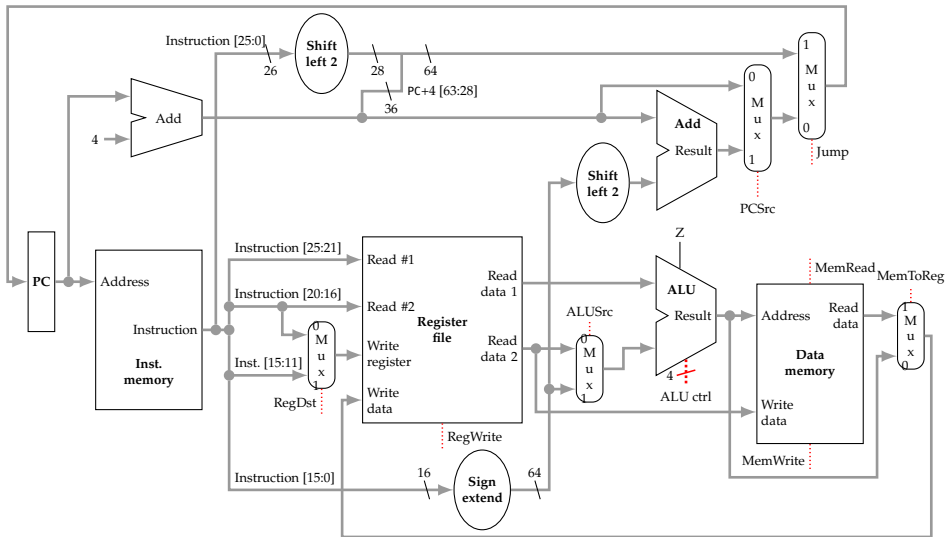 Instruction [25:0]
26
Shift
left 2
28
64
PC+4 [63:28]
36
1
M
u
x
0
Jump
0
M
u
x
1
PCSrc
Add
4
Add
Result
Shift
left 2
PC
Address
Instruction
Inst.
memory
Instruction [25:21]
Instruction [20:16]
Inst. [15:11]
0
M
u
x
1
RegDst
Read #1
Read #2
Write
register
Write
data
Register
file
Read
data 1
Read
data 2
RegWrite
ALUSrc
0
M
u
x
1
Z
ALU
Result
4
ALU ctrl
MemRead
Address
Read
data
Data
memory
Write
data
MemWrite
MemToReg
1
M
u
x
0
Instruction [15:0]
16
Sign
extend
64